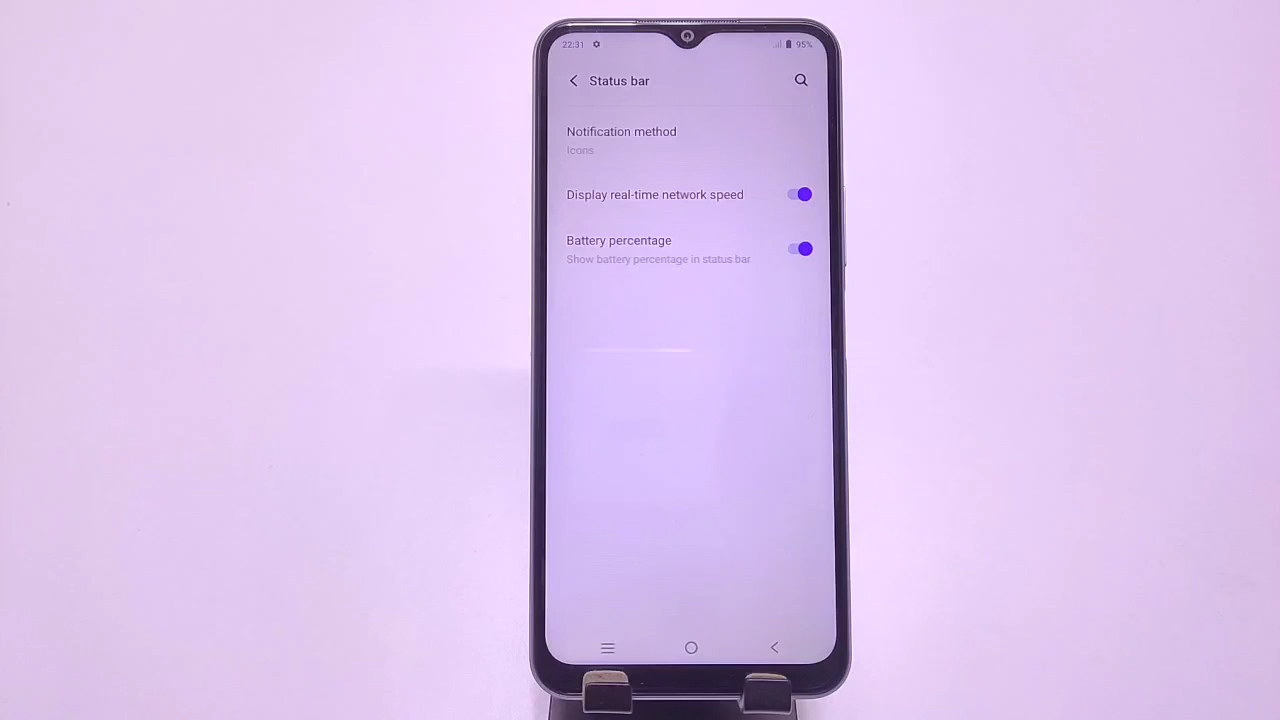 22:31 95%
Status bar
Notification method
Icons
Display real-time network speed
Battery percentage
Show battery percentage in status bar